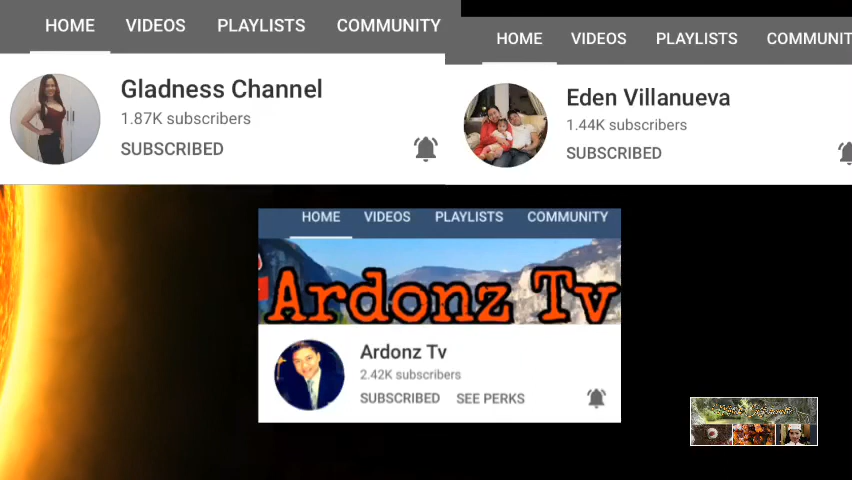 HOME VIDEOS PLAYLISTS COMMUNITY
Gladness Channel
1.87K subscribers
SUBSCRIBED
HOME VIDEOS PLAYLISTS COMMUNIT
Eden Villanueva
1.44K subscribers
SUBSCRIBED
HOME VIDEOS PLAYLISTS COMMUNITY
Ardonz Tv
Ardonz Tv
2.42K subscribers
SUBSCRIBED SEE PERKS